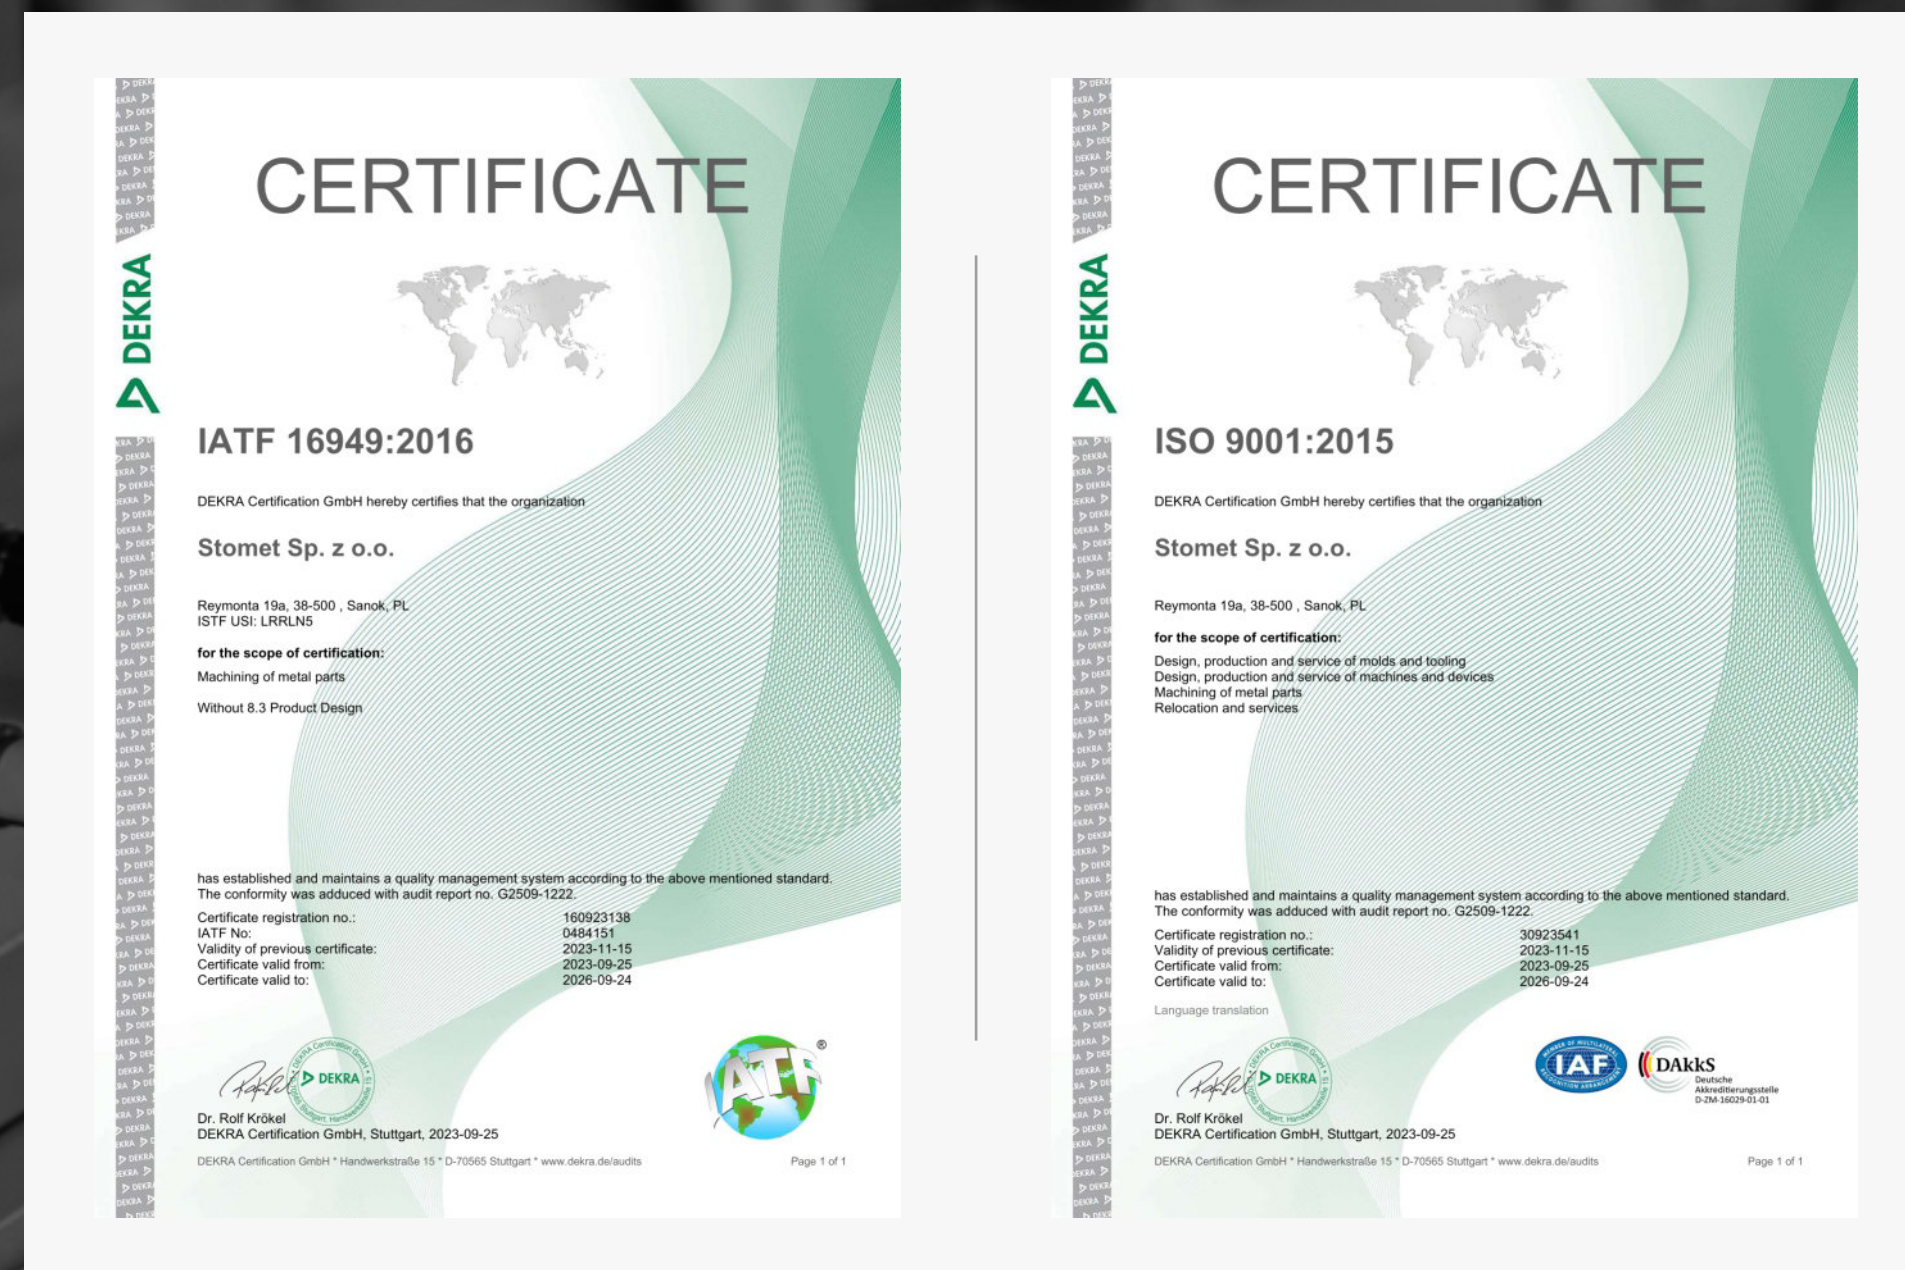 CERTIFICATE
DEKRA
IATF 16949:2016
DEKRA Certification GmbH hereby certifies that the organization
Stomet Sp. z o.o.
Reymonta 19a, 38-500 , Sanok, PL
ISTF USI: LRRLN5
for the scope of certification:
Machining of metal parts
Without 8.3 Product Design
has established and maintains a quality management system according to the above mentioned standard.
The conformity was adduced with audit report no. G2509-1222.
Certificate registration no.: 160923138
IATF No: 0484151
Validity of previous certificate: 2023-11-15
Certificate valid from: 2023-09-25
Certificate valid to: 2026-09-24
DEKRA
IATF ®
Dr. Rolf Krökel
DEKRA Certification GmbH, Stuttgart, 2023-09-25
DEKRA Certification GmbH * Handwerkstraße 15 * D-70565 Stuttgart * www.dekra.de/audits Page 1 of 1
CERTIFICATE
DEKRA
ISO 9001:2015
DEKRA Certification GmbH hereby certifies that the organization
Stomet Sp. z o.o.
Reymonta 19a, 38-500 , Sanok, PL
for the scope of certification:
Design, production and service of molds and tooling
Design, production and service of machines and devices
Machining of metal parts
Relocation and services
has established and maintains a quality management system according to the above mentioned standard.
The conformity was adduced with audit report no. G2509-1222.
Certificate registration no.: 30923541
Validity of previous certificate: 2023-11-15
Certificate valid from: 2023-09-25
Certificate valid to: 2026-09-24
Language translation
DEKRA
MEMBER OF MULTILATERAL
IAF
RECOGNITION ARRANGEMENT
DAkkS
Deutsche
Akkreditierungsstelle
D-ZM-16029-01-01
Dr. Rolf Krökel
DEKRA Certification GmbH, Stuttgart, 2023-09-25
DEKRA Certification GmbH * Handwerkstraße 15 * D-70565 Stuttgart * www.dekra.de/audits Page 1 of 1